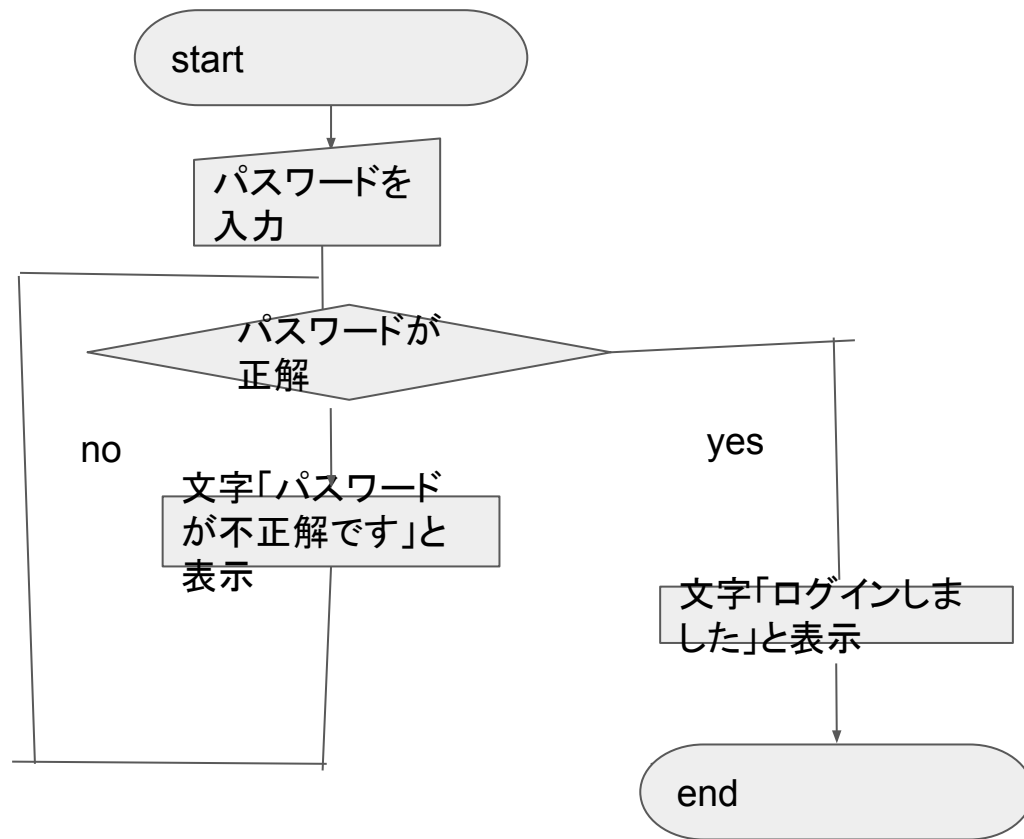 start
パスワードを
入力
パスワードが
正解
no
yes
文字「パスワード
が不正解です」と
表示
文字「ログインしま
した」と表示
end